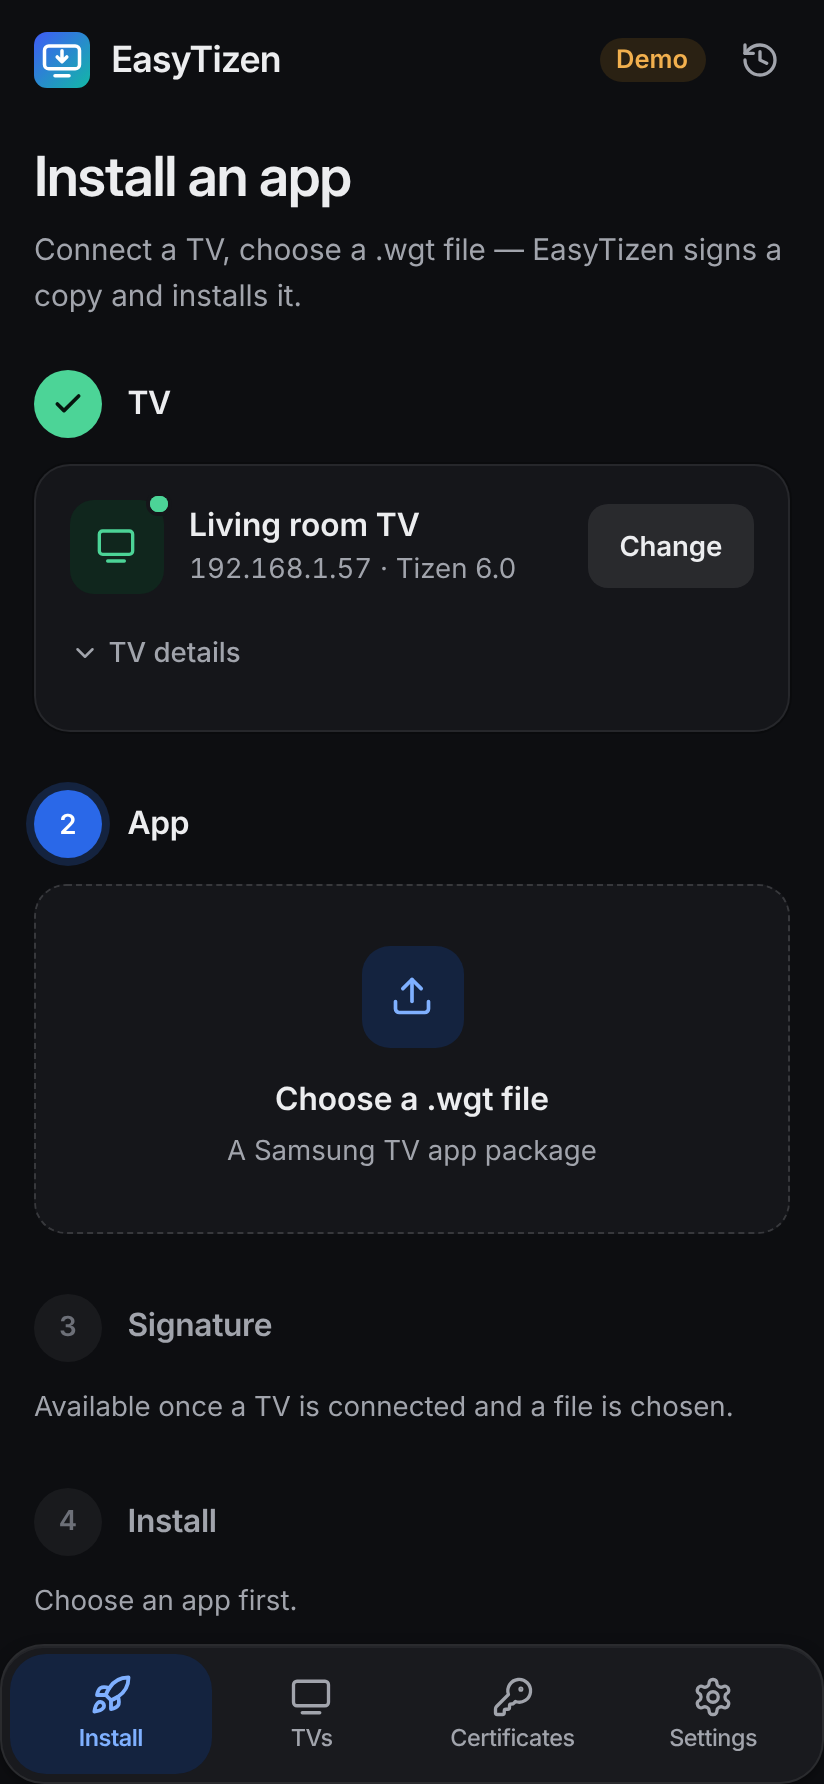 EasyTizen
Demo
Install an app
Connect a TV, choose a .wgt file — EasyTizen signs a
copy and installs it.
TV
Living room TV
192.168.1.57 · Tizen 6.0
Change
TV details
2
App
Choose a .wgt file
A Samsung TV app package
3
Signature
Available once a TV is connected and a file is chosen.
4
Install
Choose an app first.
Install
TVs
Certificates
Settings